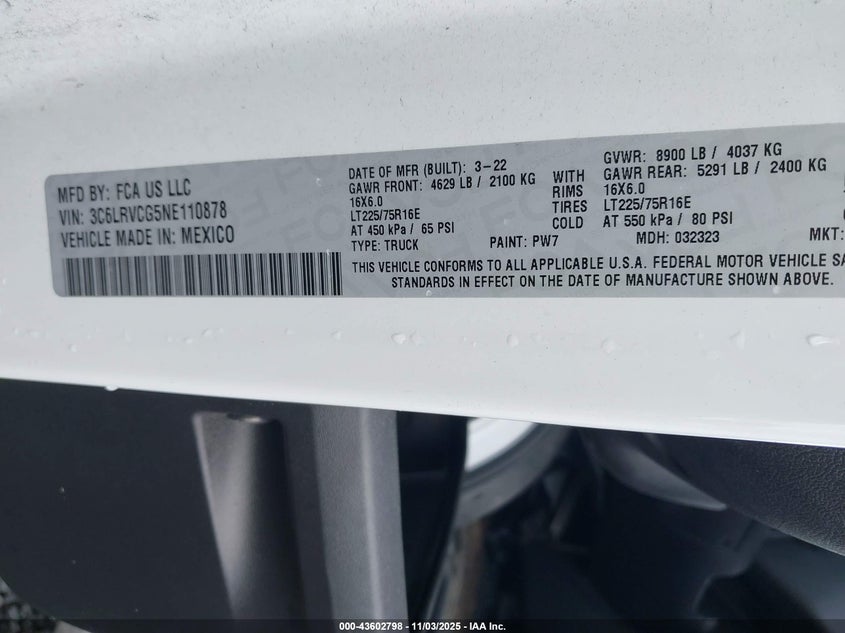 MFD BY: FCA US LLC
VIN: 3C6LRVCG5NE110878
VEHICLE MADE IN: MEXICO
DATE OF MFR (BUILT): 3-22
GAWR FRONT: 4629 LB / 2100 KG
16X6.0
LT225/75R16E
AT 450 kPa / 65 PSI
TYPE: TRUCK
PAINT: PW7
WITH
RIMS
TIRES
COLD
GVWR: 8900 LB / 4037 KG
GAWR REAR: 5291 LB / 2400 KG
16X6.0
LT225/75R16E
AT 550 kPa / 80 PSI
MDH: 032323
MKT:
THIS VEHICLE CONFORMS TO ALL APPLICABLE U.S.A. FEDERAL MOTOR VEHICLE SA
STANDARDS IN EFFECT ON THE DATE OF MANUFACTURE SHOWN ABOVE.
000-43602798 - 11/03/2025 - IAA Inc.